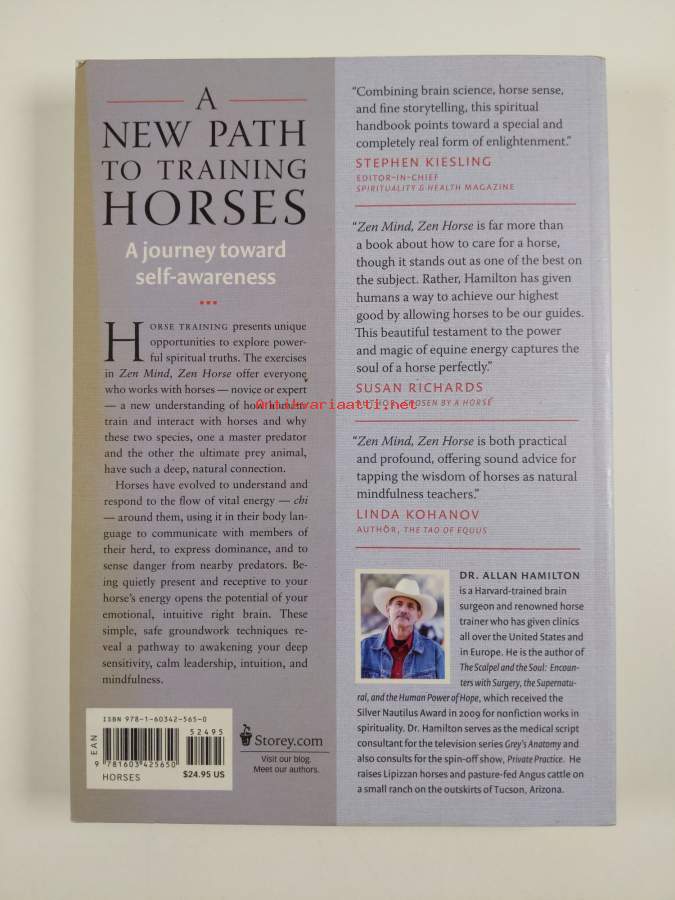 A
NEW PATH
TO TRAINING
HORSES
A journey toward
self-awareness
HORSE TRAINING presents unique
opportunities to explore power-
ful spiritual truths. The exercises
in Zen Mind, Zen Horse offer everyone
who works with horses — novice or expert
— a new understanding of how humans
train and interact with horses and why
these two species, one a master predator
and the other the ultimate prey animal,
have such a deep, natural connection.
Horses have evolved to understand and
respond to the flow of vital energy — chi
— around them, using it in their body lan-
guage to communicate with members of
their herd, to express dominance, and to
sense danger from nearby predators. Be-
ing quietly present and receptive to your
horse's energy opens the potential of your
emotional, intuitive right brain. These
simple, safe groundwork techniques re-
veal a pathway to awakening your deep
sensitivity, calm leadership, intuition, and
mindfulness.
ISBN 978-1-60342-565-0
52495
EAN
9 781603 425650
$24.95 US
HORSES
Storey.com
Visit our blog.
Meet our authors.
“Combining brain science, horse sense,
and fine storytelling, this spiritual
handbook points toward a special and
completely real form of enlightenment.”
STEPHEN KIESLING
EDITOR-IN-CHIEF
SPIRITUALITY & HEALTH MAGAZINE
“Zen Mind, Zen Horse is far more than
a book about how to care for a horse,
though it stands out as one of the best on
the subject. Rather, Hamilton has given
humans a way to achieve our highest
good by allowing horses to be our guides.
This beautiful testament to the power
and magic of equine energy captures the
soul of a horse perfectly.”
SUSAN RICHARDS
AUTHOR, CHOSEN BY A HORSE
Antikvariaatti.net
“Zen Mind, Zen Horse is both practical
and profound, offering sound advice for
tapping the wisdom of horses as natural
mindfulness teachers.”
LINDA KOHANOV
AUTHOR, THE TAO OF EQUUS
DR. ALLAN HAMILTON
is a Harvard-trained brain
surgeon and renowned horse
trainer who has given clinics
all over the United States and
in Europe. He is the author of
The Scalpel and the Soul: Encoun-
ters with Surgery, the Supernatu-
ral, and the Human Power of Hope, which received the
Silver Nautilus Award in 2009 for nonfiction works in
spirituality. Dr. Hamilton serves as the medical script
consultant for the television series Grey's Anatomy and
also consults for the spin-off show, Private Practice. He
raises Lipizzan horses and pasture-fed Angus cattle on
a small ranch on the outskirts of Tucson, Arizona.